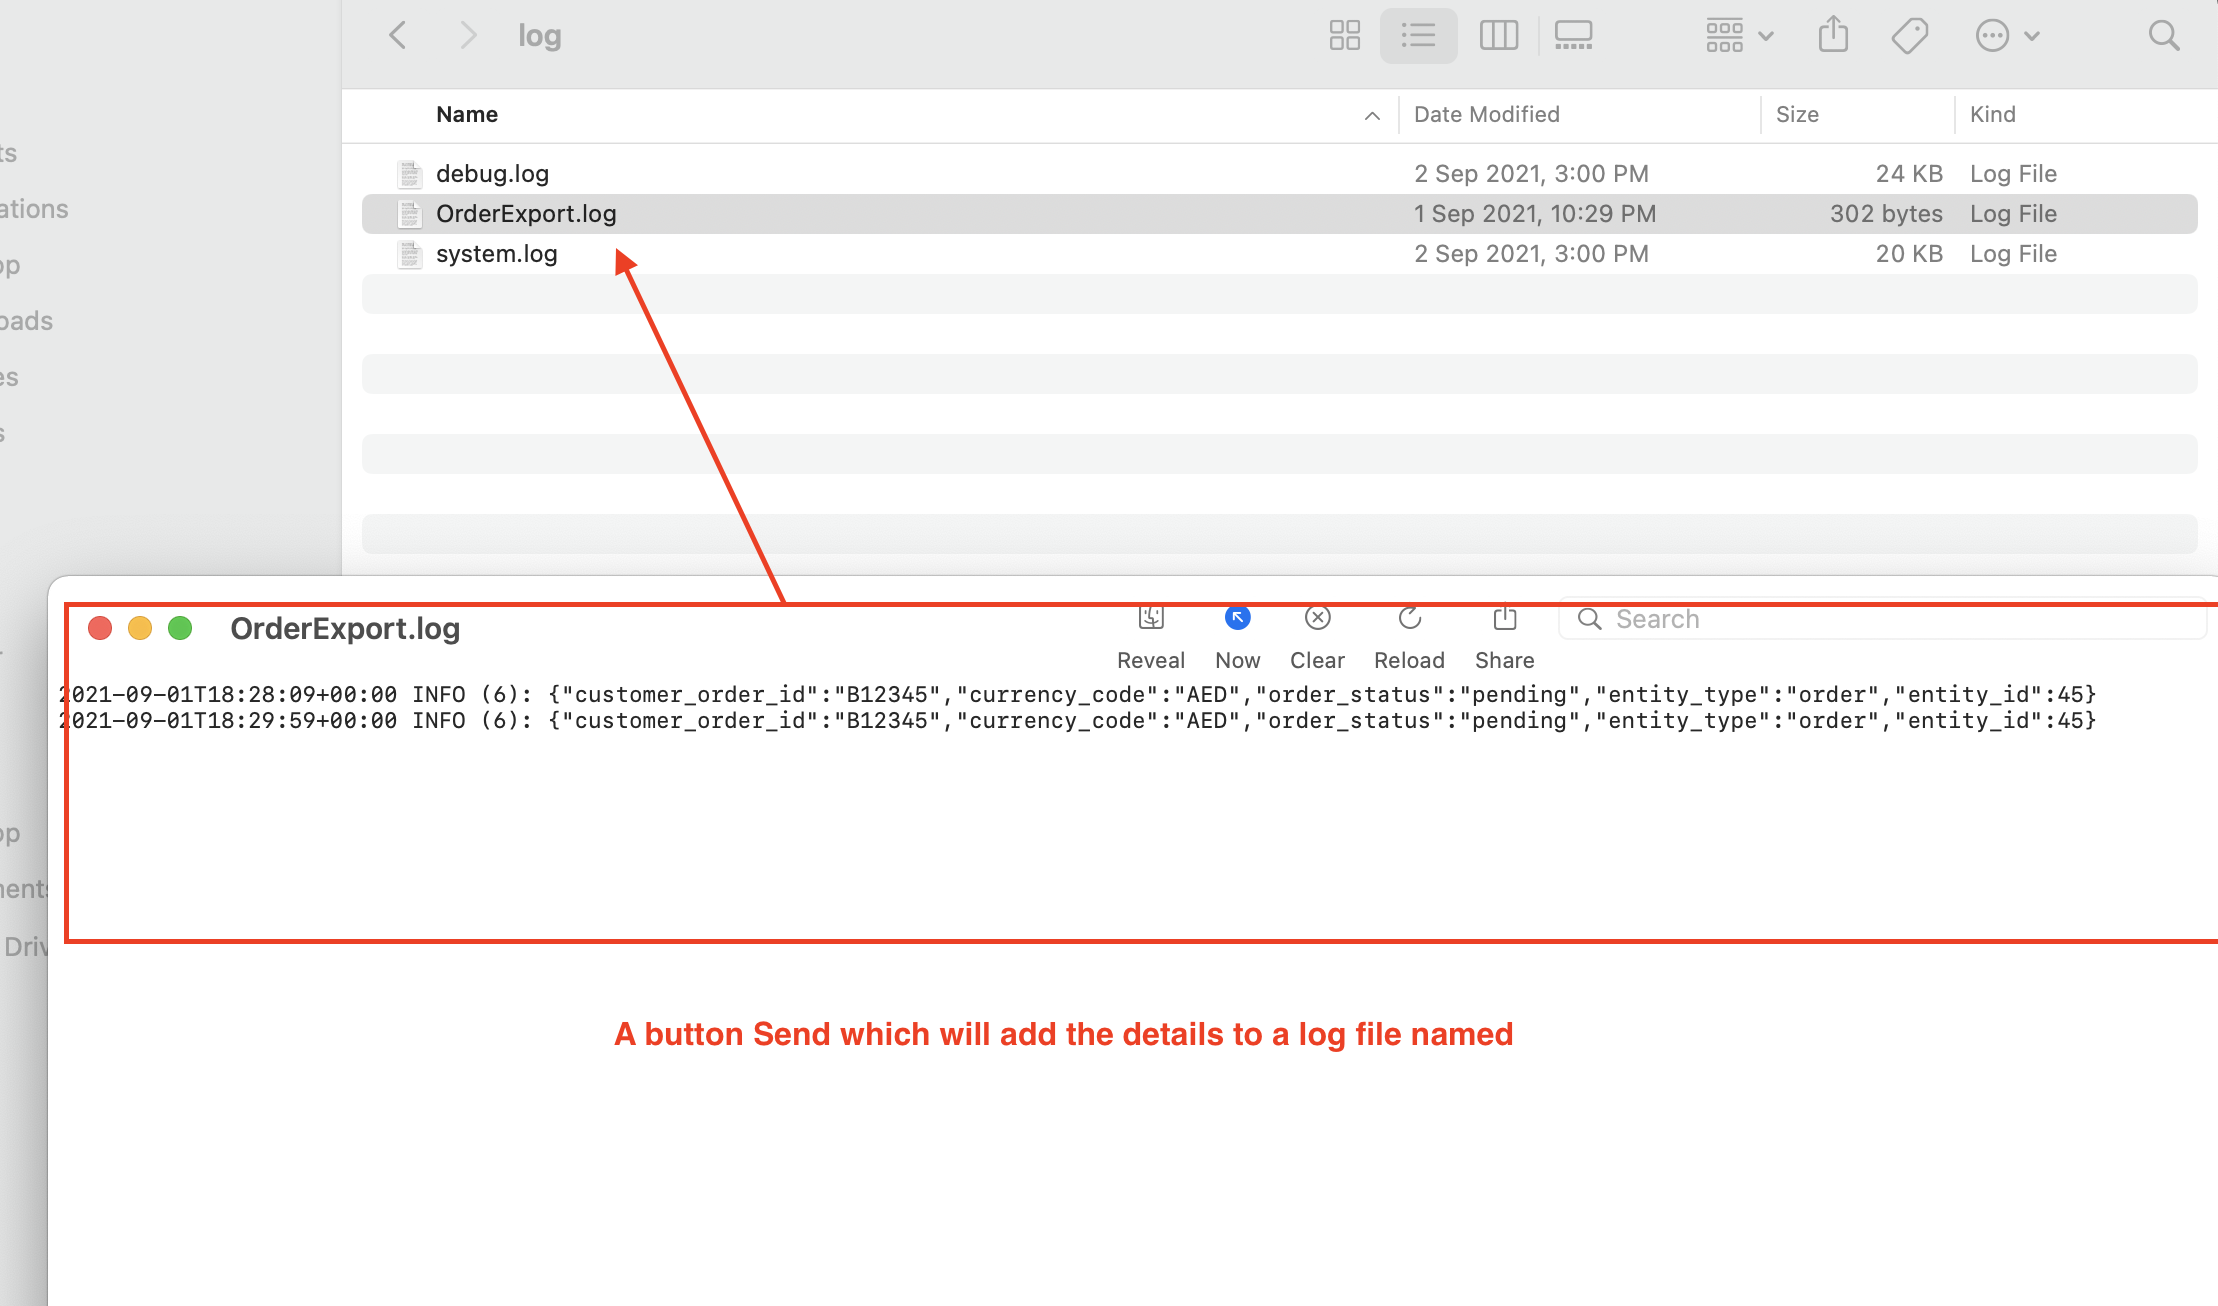 log
Name
Date Modified
Size
Kind
debug.log
2 Sep 2021, 3:00 PM
24 KB
Log File
OrderExport.log
1 Sep 2021, 10:29 PM
302 bytes
Log File
system.log
2 Sep 2021, 3:00 PM
20 KB
Log File
ts
ations
op
oads
es
s
op
ments
Driv
OrderExport.log
Reveal
Now
Clear
Reload
Share
Search
2021-09-01T18:28:09+00:00 INFO (6): {"customer_order_id":"B12345","currency_code":"AED","order_status":"pending","entity_type":"order","entity_id":45}
2021-09-01T18:29:59+00:00 INFO (6): {"customer_order_id":"B12345","currency_code":"AED","order_status":"pending","entity_type":"order","entity_id":45}
A button Send which will add the details to a log file named